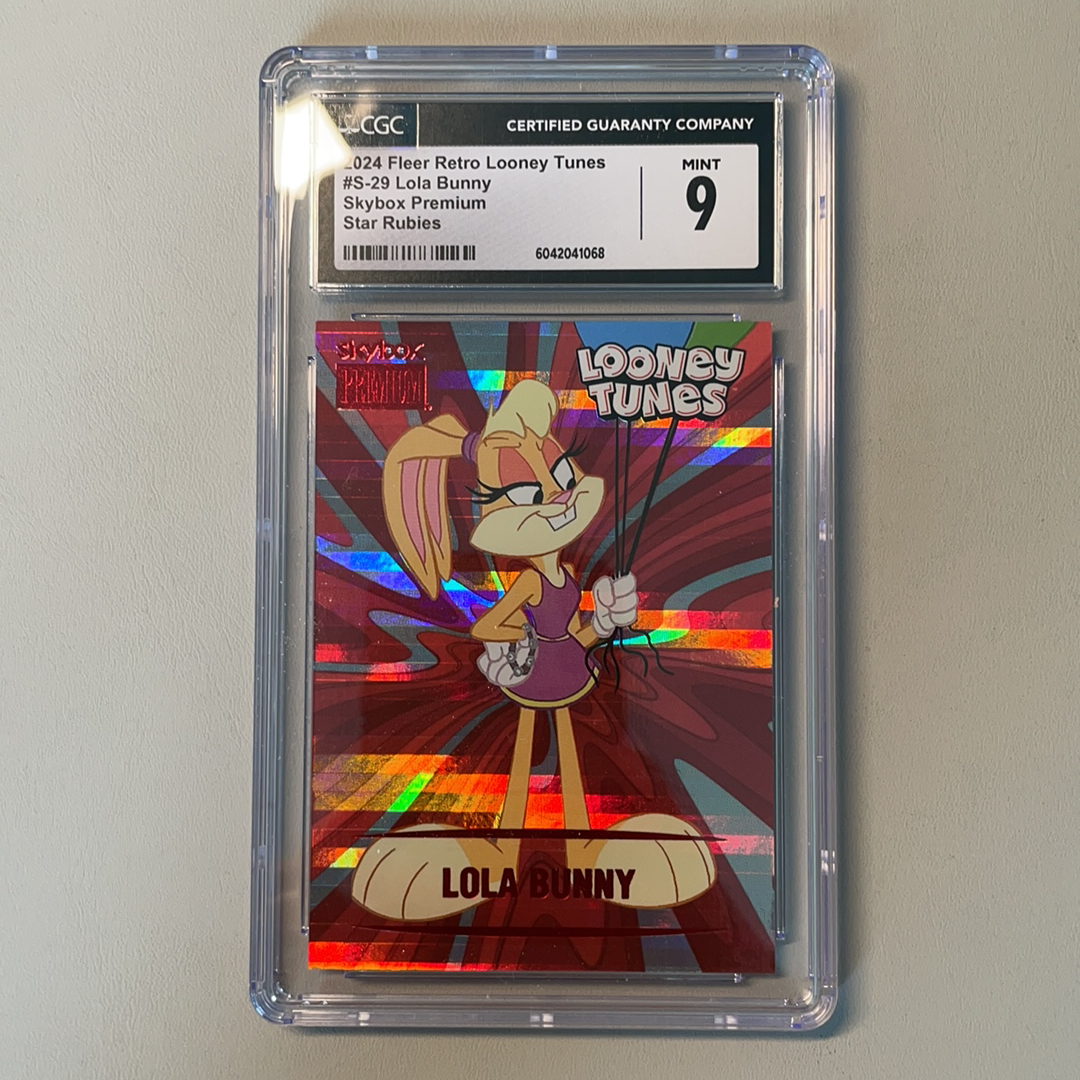 CGC
CERTIFIED GUARANTY COMPANY
2024 Fleer Retro Looney Tunes
#S-29 Lola Bunny
Skybox Premium
Star Rubies
MINT
9
6042041068
skybox
PREMIUM
LOONEY
TUNES
LOLA BUNNY